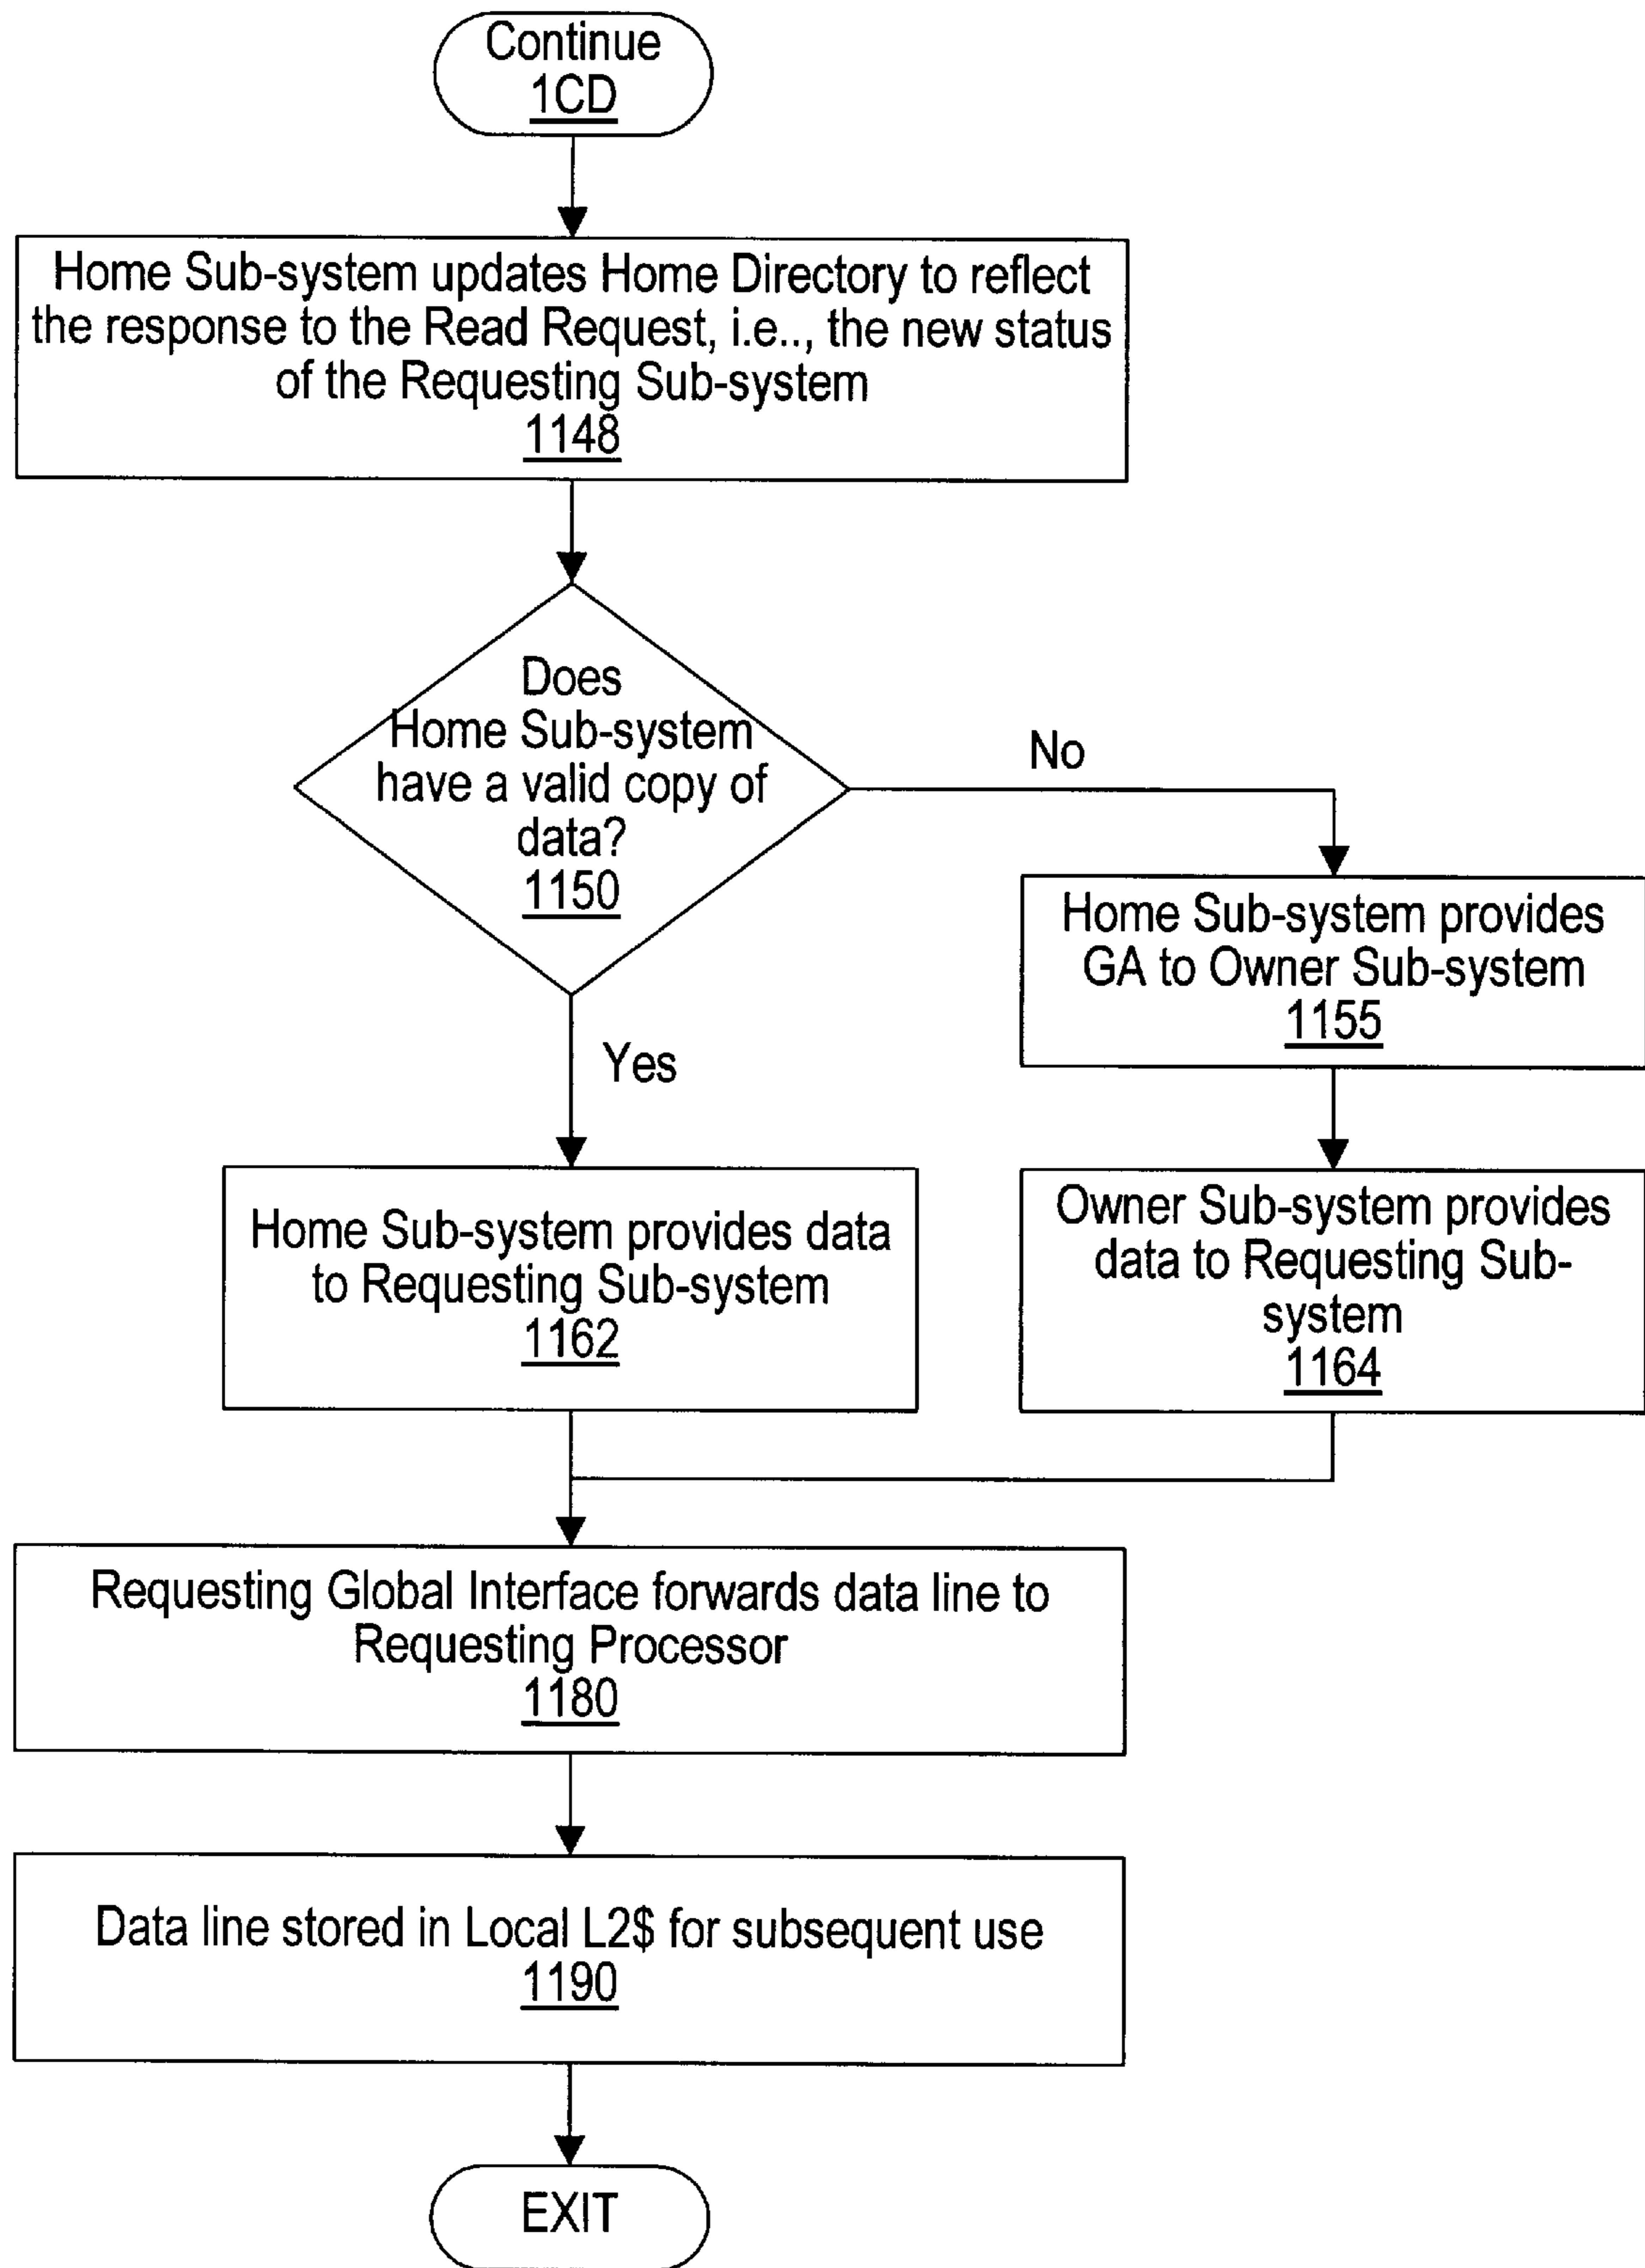 Continue
1CD
Home Sub-system updates Home Directory to reflect
the response to the Read Request, i.e.., the new status
of the Requesting Sub-system
1148
Does
Home Sub-system
have a valid copy of
data?
1150
No
Home Sub-system provides
GA to Owner Sub-system
1155
Yes
Home Sub-system provides data
to Requesting Sub-system
1162
Owner Sub-system provides
data to Requesting Sub-
system
1164
Requesting Global Interface forwards data line to
Requesting Processor
1180
Data line stored in Local L2$ for subsequent use
1190
EXIT